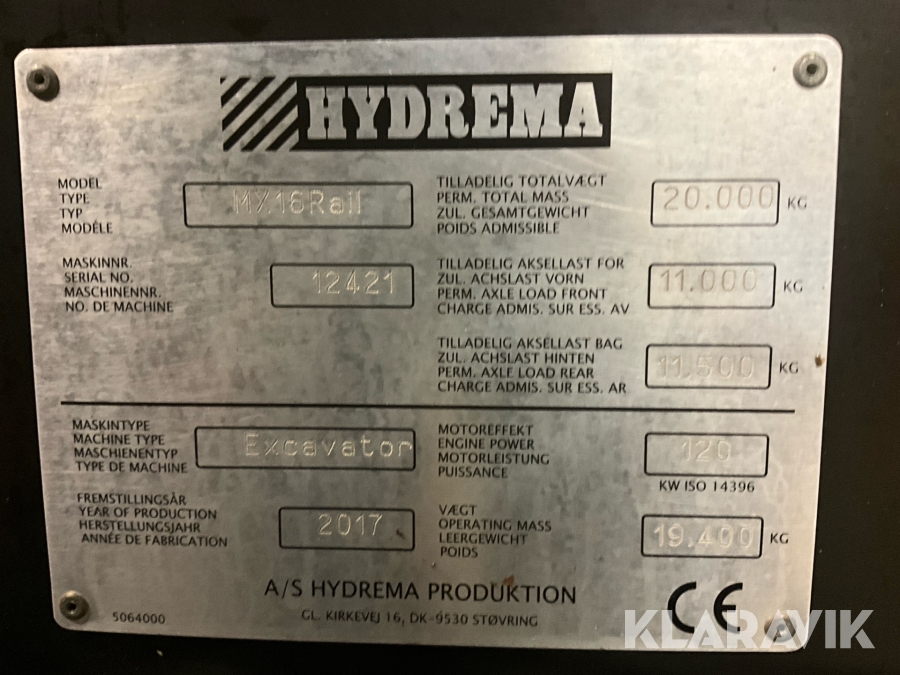 HYDREMA
MODEL
TYPE
TYP
MODÉLE
MX16Rail
TILLADELIG TOTALVÆGT
PERM. TOTAL MASS
ZUL. GESAMTGEWICHT
POIDS ADMISSIBLE
20.000 KG
MASKINNR.
SERIAL NO.
MASCHINENNR.
NO. DE MACHINE
12421
TILLADELIG AKSELLAST FOR
ZUL. ACHSLAST VORN
PERM. AXLE LOAD FRONT
CHARGE ADMIS. SUR ESS. AV
11.000 KG
TILLADELIG AKSELLAST BAG
ZUL. ACHSLAST HINTEN
PERM. AXLE LOAD REAR
CHARGE ADMIS. SUR ESS. AR
11.500 KG
MASKINTYPE
MACHINE TYPE
MASCHIENENTYP
TYPE DE MACHINE
Excavator
MOTOREFFEKT
ENGINE POWER
MOTORLEISTUNG
PUISSANCE
120
KW ISO 14396
FREMSTILLINGSÅR
YEAR OF PRODUCTION
HERSTELLUNGSJAHR
ANNÉE DE FABRICATION
2017
VÆGT
OPERATING MASS
LEERGEWICHT
POIDS
19.400 KG
A/S HYDREMA PRODUKTION
GL. KIRKEVEJ 16, DK-9530 STØVRING
5064000
CE
KLARAVIK